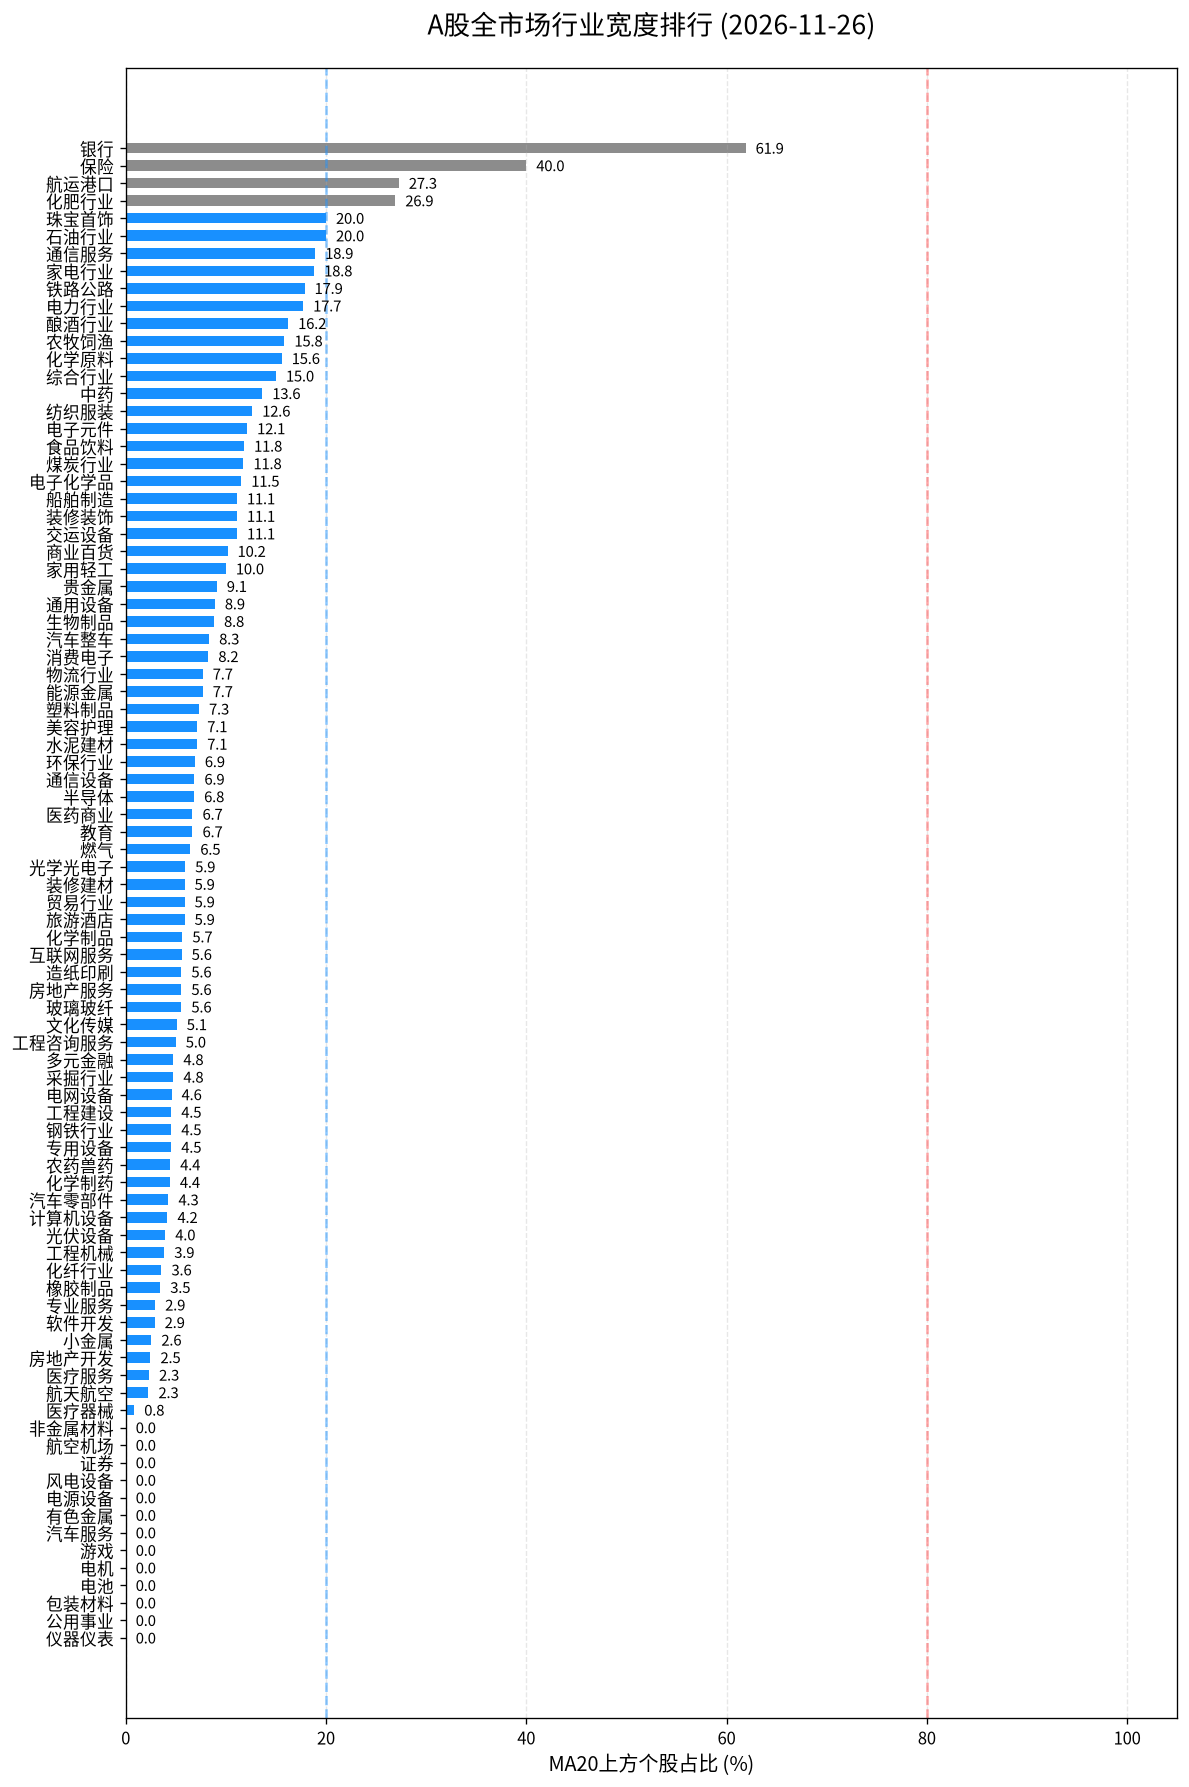 A股全市场行业宽度排行 (2026-11-26)
银行 61.9
保险 40.0
航运港口 27.3
化肥行业 26.9
珠宝首饰 20.0
石油行业 20.0
通信服务 18.9
家电行业 18.8
铁路公路 17.9
电力行业 17.7
酿酒行业 16.2
农牧饲渔 15.8
化学原料 15.6
综合行业 15.0
中药 13.6
纺织服装 12.6
电子元件 12.1
食品饮料 11.8
煤炭行业 11.8
电子化学品 11.5
船舶制造 11.1
装修装饰 11.1
交运设备 11.1
商业百货 10.2
家用轻工 10.0
贵金属 9.1
通用设备 8.9
生物制品 8.8
汽车整车 8.3
消费电子 8.2
物流行业 7.7
能源金属 7.7
塑料制品 7.3
美容护理 7.1
水泥建材 7.1
环保行业 6.9
通信设备 6.9
半导体 6.8
医药商业 6.7
教育 6.7
燃气 6.5
光学光电子 5.9
装修建材 5.9
贸易行业 5.9
旅游酒店 5.9
化学制品 5.7
互联网服务 5.6
造纸印刷 5.6
房地产服务 5.6
玻璃玻纤 5.6
文化传媒 5.1
工程咨询服务 5.0
多元金融 4.8
采掘行业 4.8
电网设备 4.6
工程建设 4.5
钢铁行业 4.5
专用设备 4.5
农药兽药 4.4
化学制药 4.4
汽车零部件 4.3
计算机设备 4.2
光伏设备 4.0
工程机械 3.9
化纤行业 3.6
橡胶制品 3.5
专业服务 2.9
软件开发 2.9
小金属 2.6
房地产开发 2.5
医疗服务 2.3
航天航空 2.3
医疗器械 0.8
非金属材料 0.0
航空机场 0.0
证券 0.0
风电设备 0.0
电源设备 0.0
有色金属 0.0
汽车服务 0.0
游戏 0.0
电机 0.0
电池 0.0
包装材料 0.0
公用事业 0.0
仪器仪表 0.0
0 20 40 60 80 100
MA20上方个股占比 (%)